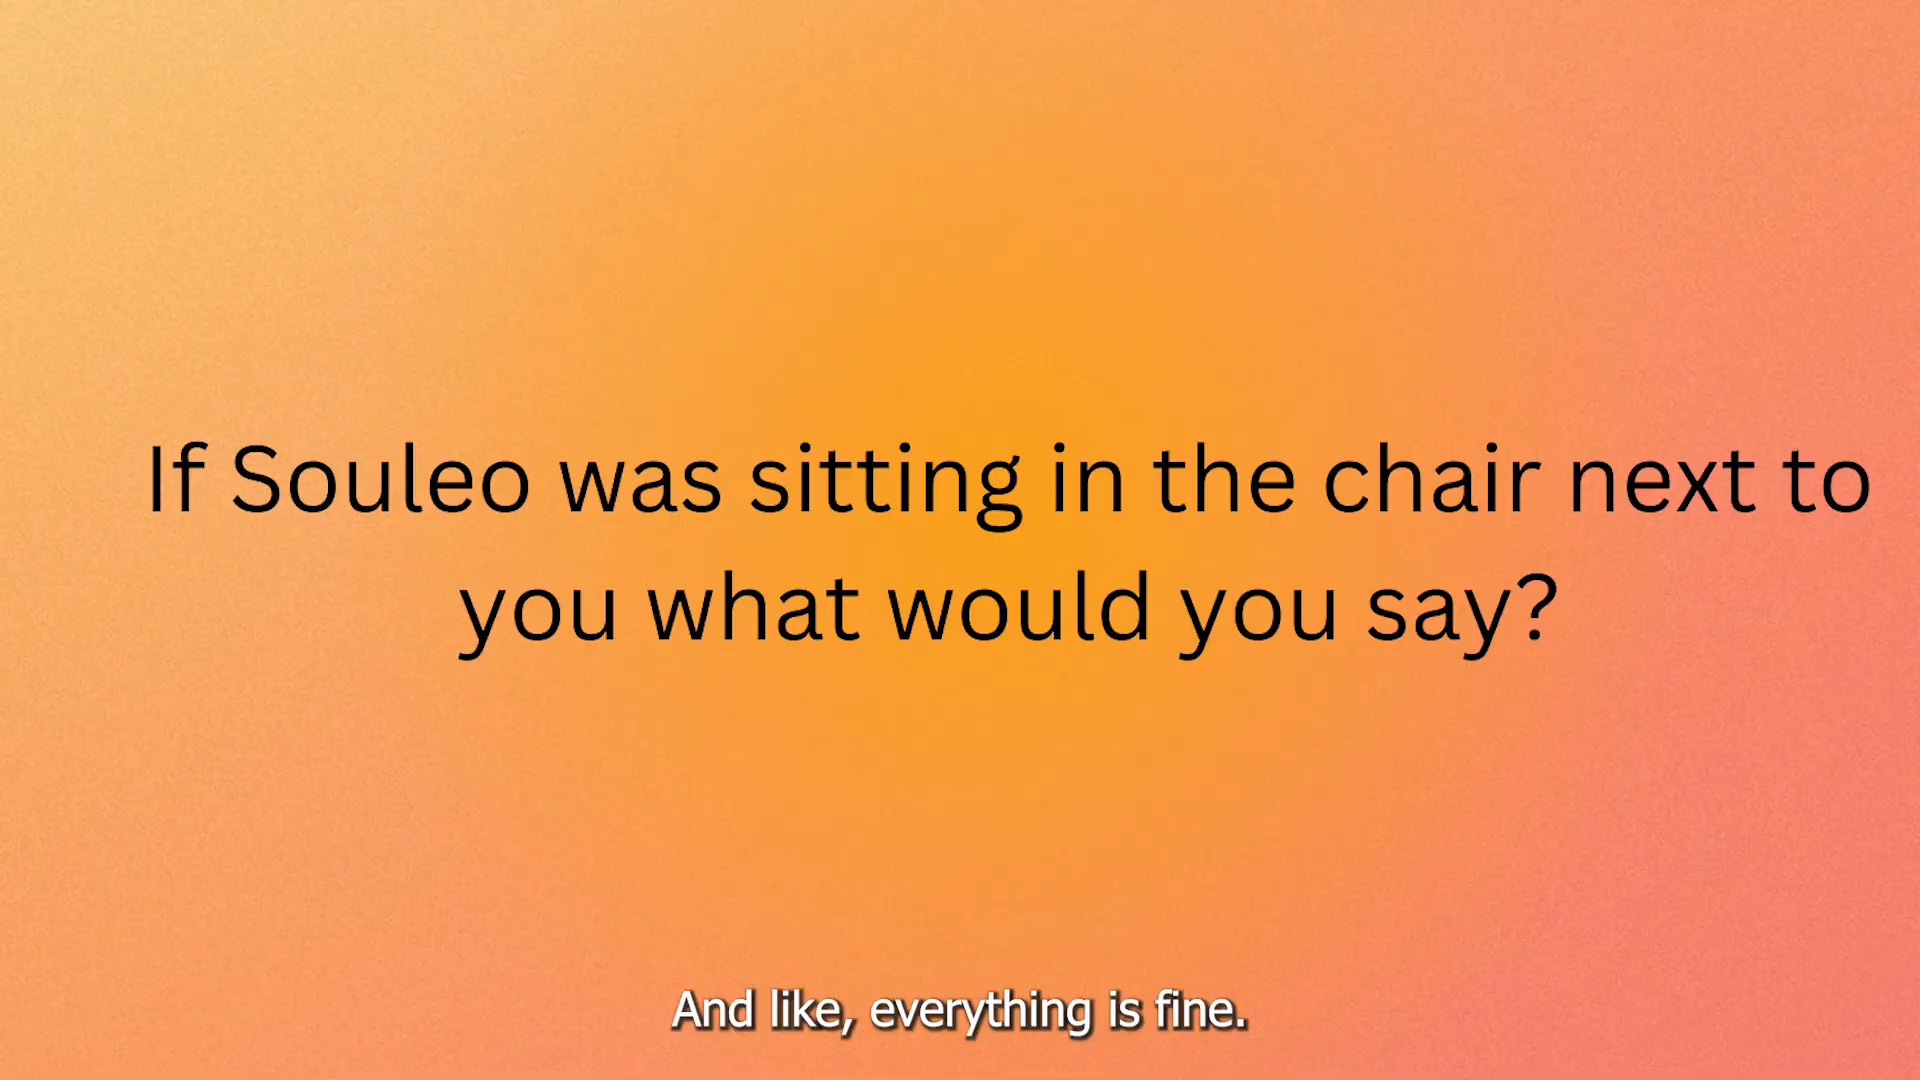 If Souleo was sitting in the chair next to
you what would you say?
And like, everything is fine.